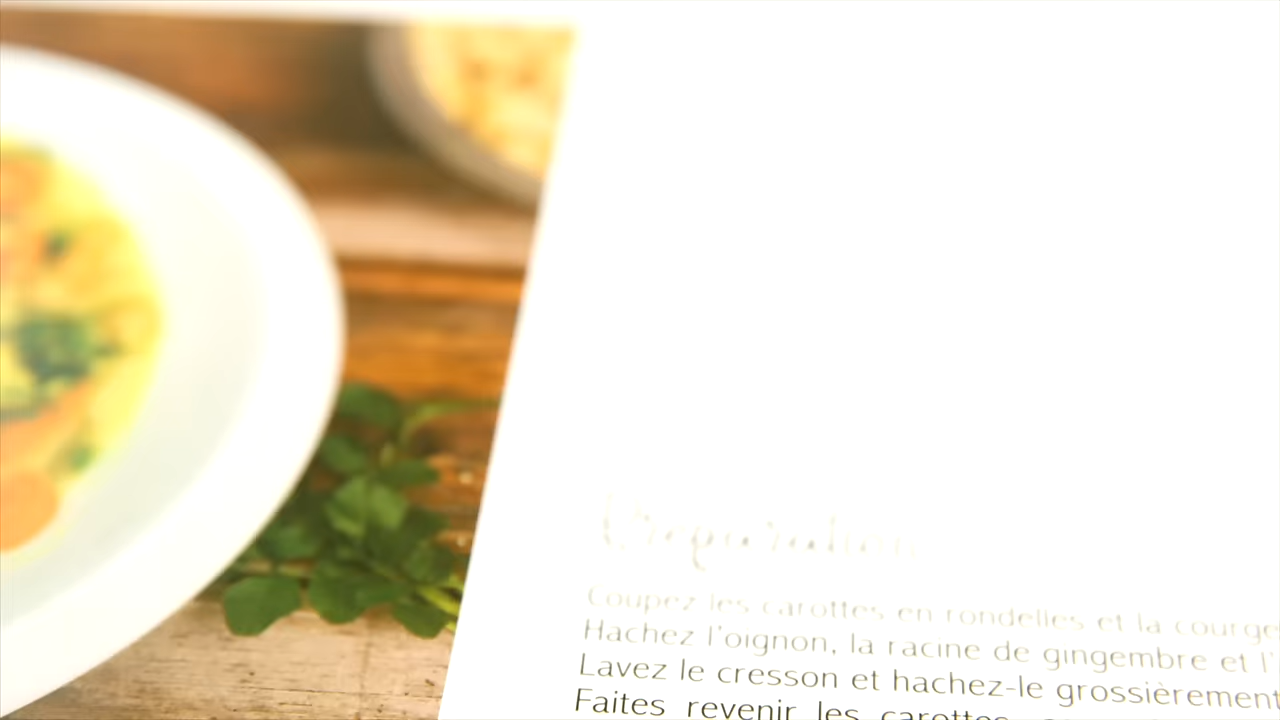 Préparation
Coupez les carottes en rondelles et la courge
Hachez l'oignon, la racine de gingembre et l'
Lavez le cresson et hachez-le grossièrement
Faites revenir les carottes